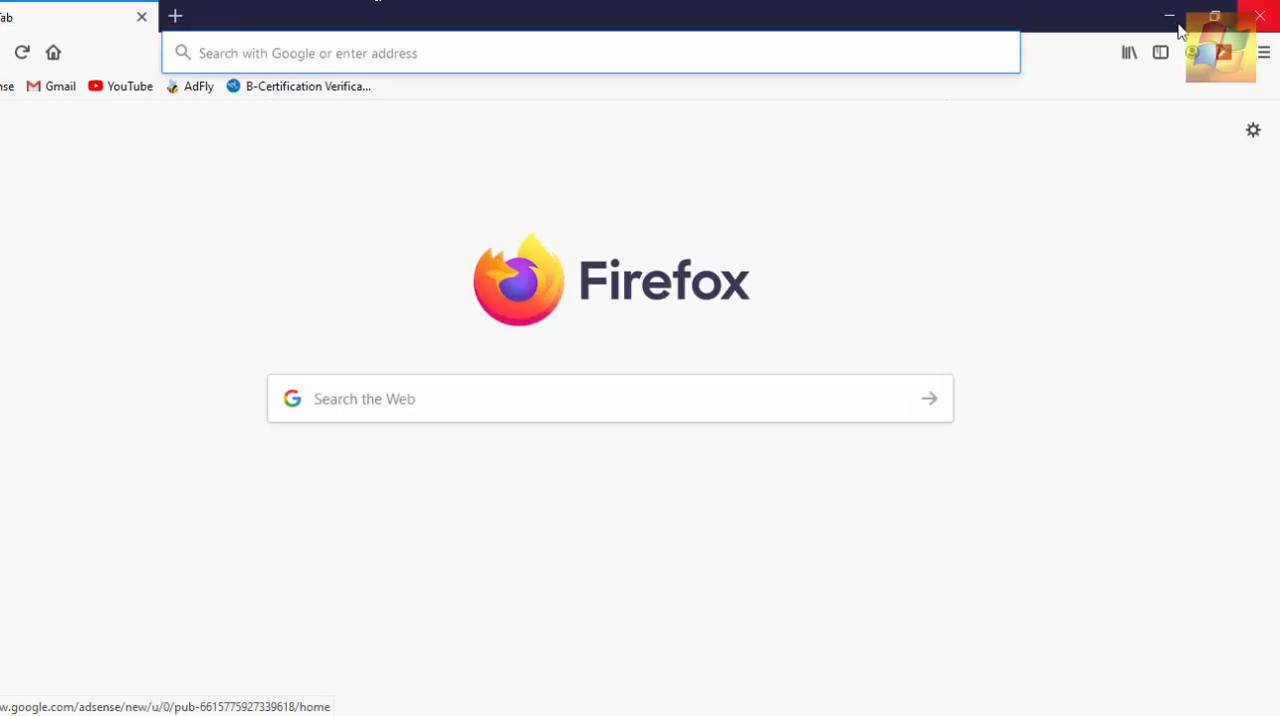 ab
Search with Google or enter address
nse Gmail YouTube AdFly B-Certification Verifica...
Firefox
Search the Web
w.google.com/adsense/new/u/0/pub-6615775927339618/home